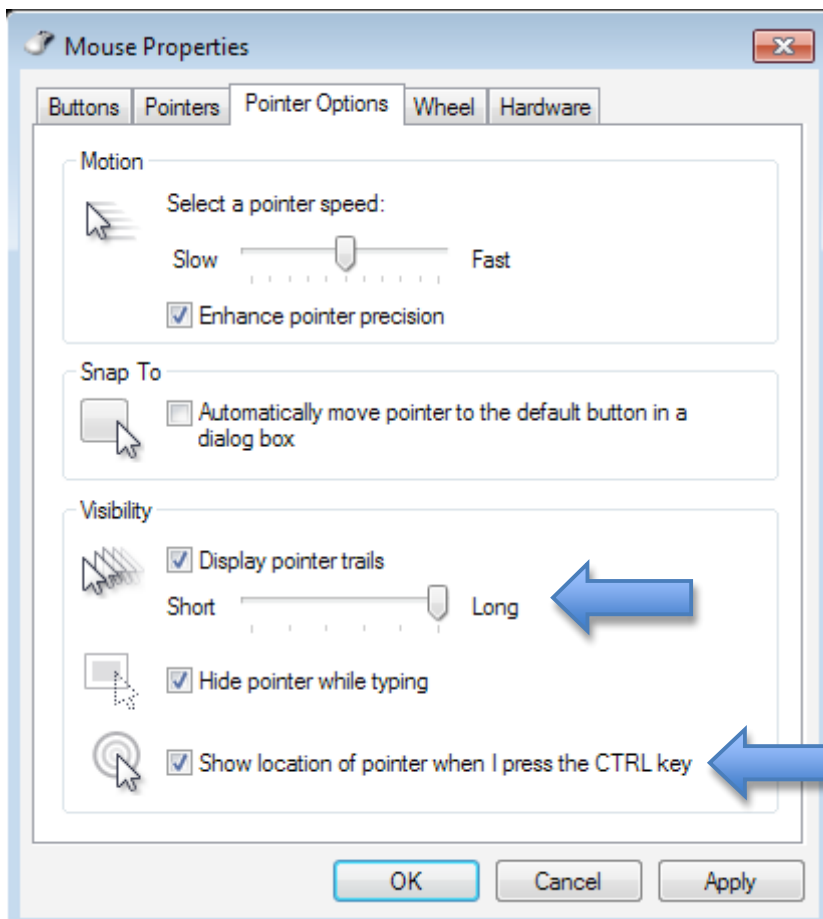 Mouse Properties
Buttons Pointers Pointer Options Wheel Hardware
Motion
Select a pointer speed:
Slow Fast
Enhance pointer precision
Snap To
Automatically move pointer to the default button in a
dialog box
Visibility
Display pointer trails
Short Long
Hide pointer while typing
Show location of pointer when I press the CTRL key
OK Cancel Apply